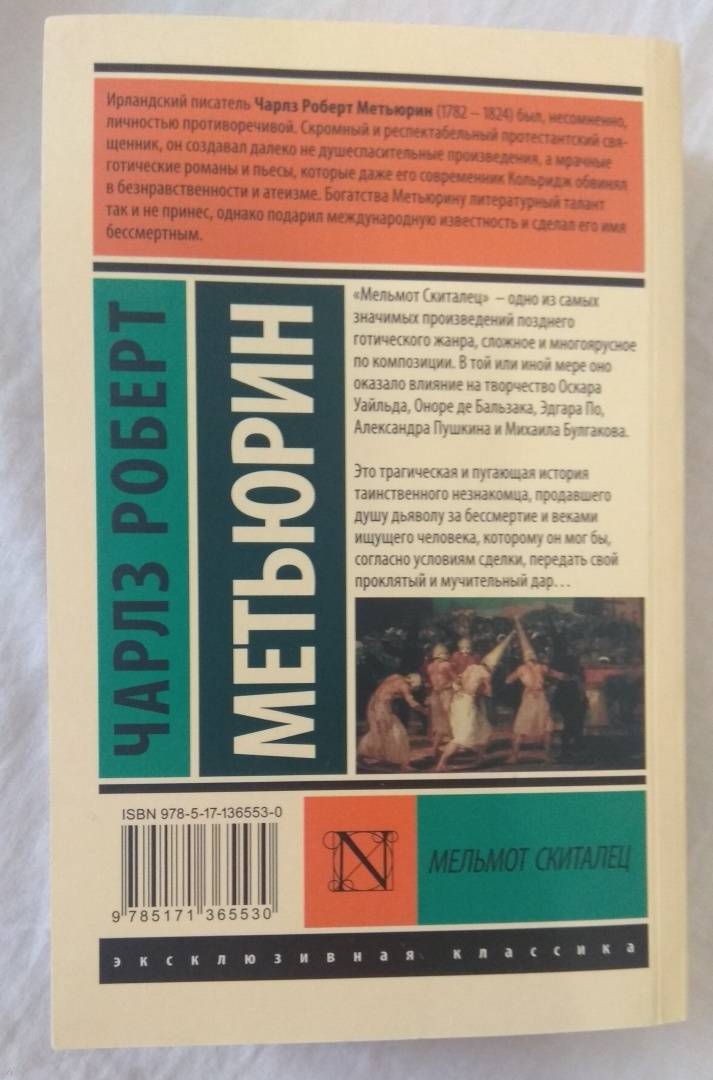 Ирландский писатель Чарлз Роберт Метьюрин (1782 – 1824) был, несомненно,
личностью противоречивой. Скромный и респектабельный протестантский свя-
щенник, он создавал далеко не душеспасительные произведения, а мрачные
готические романы и пьесы, которые даже его современник Кольридж обвинял
в безнравственности и атеизме. Богатства Метьюрину литературный талант
так и не принес, однако подарил международную известность и сделал его имя
бессмертным.
ЧАРЛЗ РОБЕРТ
МЕТЬЮРИН
«Мельмот Скиталец» – одно из самых
значимых произведений позднего
готического жанра, сложное и многоярусное
по композиции. В той или иной мере оно
оказало влияние на творчество Оскара
Уайльда, Оноре де Бальзака, Эдгара По,
Александра Пушкина и Михаила Булгакова.
Это трагическая и пугающая история
таинственного незнакомца, продавшего
душу дьяволу за бессмертие и веками
ищущего человека, которому он мог бы,
согласно условиям сделки, передать свой
проклятый и мучительный дар...
ISBN 978-5-17-136553-0
9 785171 365530
N
МЕЛЬМОТ СКИТАЛЕЦ
эксклюзивная классика